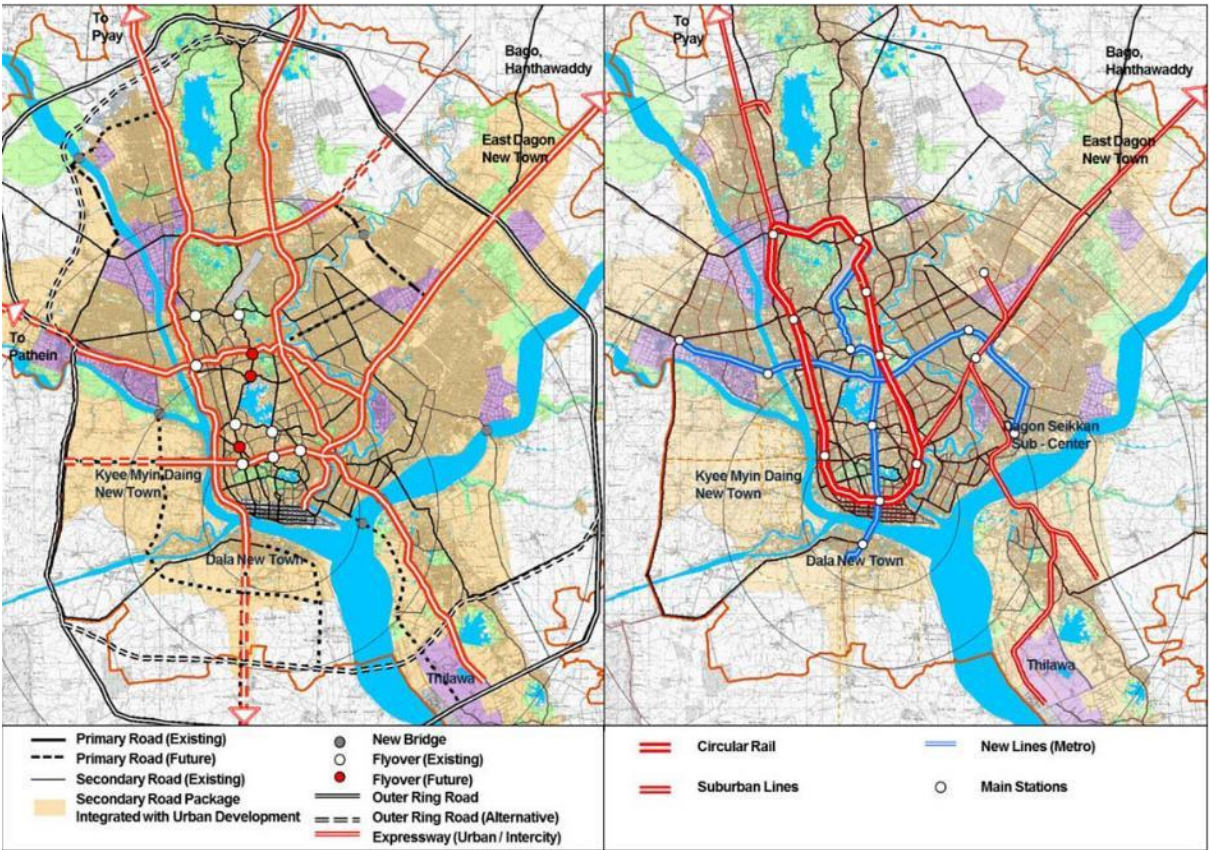 To
Pyay
Bago,
Hanthawaddy
East Dagon
New Town
To
Pathein
Kyee Myin Daing
New Town
Dala New Town
Thilawa
To
Pyay
Bago,
Hanthawaddy
East Dagon
New Town
Dagon Seikkan
Sub - Center
Kyee Myin Daing
New Town
Dala New Town
Thilawa
Primary Road (Existing)
Primary Road (Future)
Secondary Road (Existing)
Secondary Road Package
Integrated with Urban Development
New Bridge
Flyover (Existing)
Flyover (Future)
Outer Ring Road
Outer Ring Road (Alternative)
Expressway (Urban / Intercity)
Circular Rail
Suburban Lines
New Lines (Metro)
Main Stations